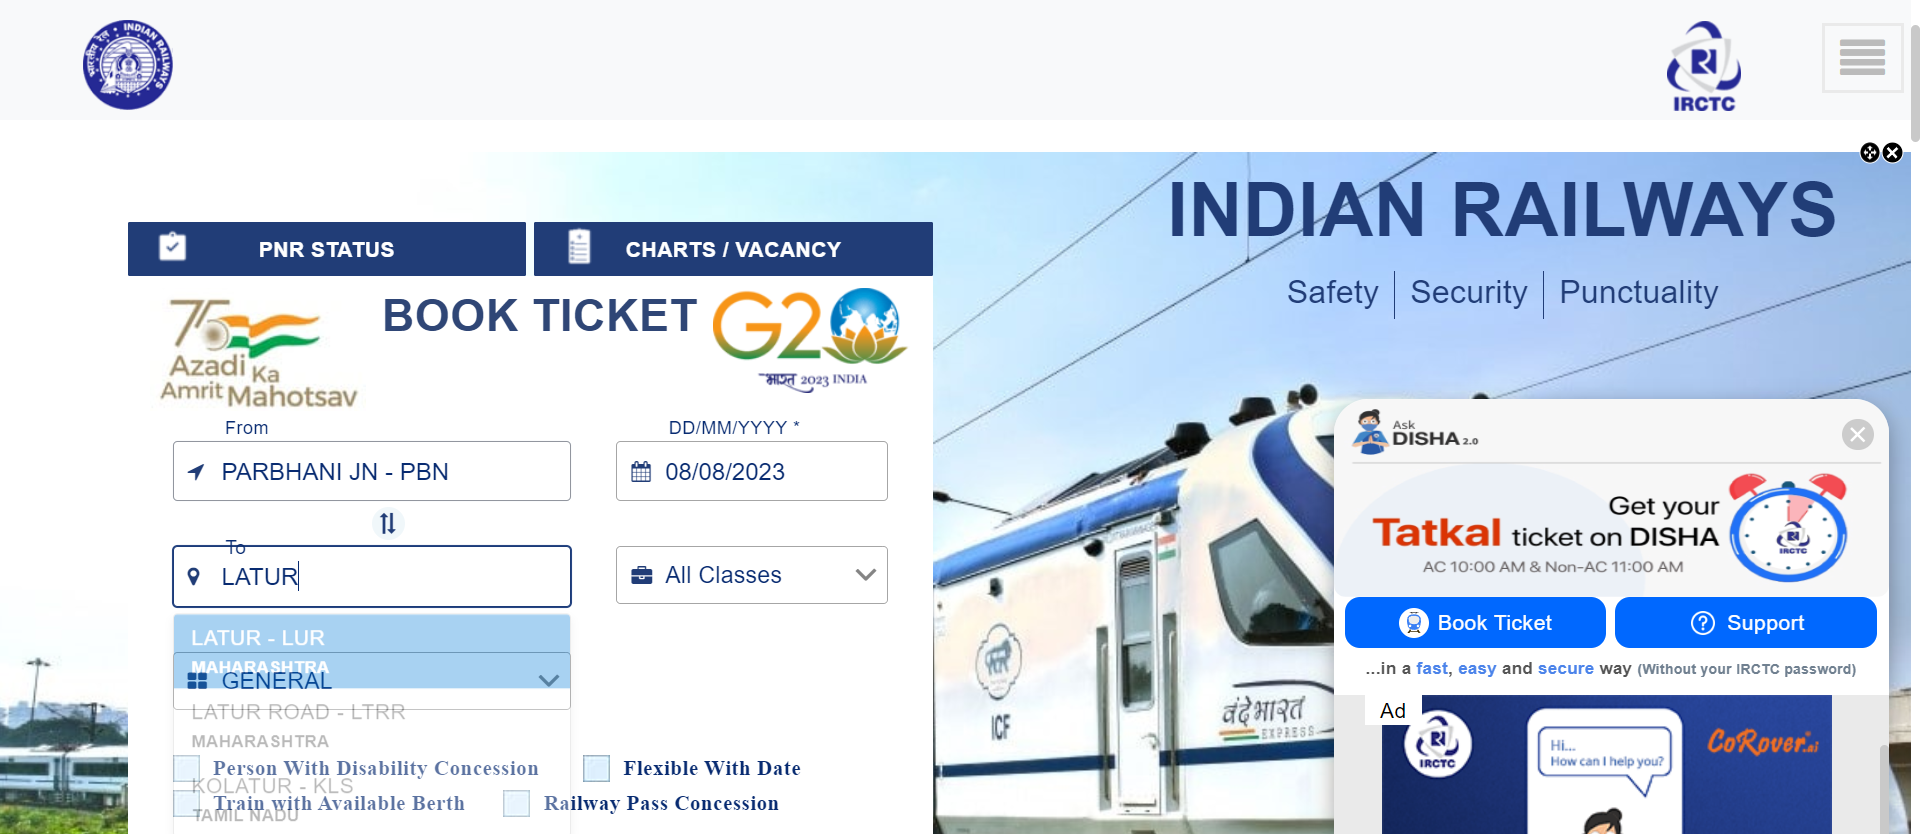 भारतीय रेल INDIAN RAILWAYS
IRCTC
INDIAN RAILWAYS
Safety | Security | Punctuality
PNR STATUS
CHARTS / VACANCY
BOOK TICKET
75
Azadi Ka
Amrit Mahotsav
G20
भारत 2023 INDIA
From
PARBHANI JN - PBN
DD/MM/YYYY *
08/08/2023
To
LATUR
All Classes
LATUR - LUR
MAHARASHTRA
GENERAL
LATUR ROAD - LTRR
MAHARASHTRA
Person With Disability Concession
Flexible With Date
KOLATUR - KLS
Train with Available Berth
Railway Pass Concession
TAMIL NADU
ICF
वंदे भारत
EXPRESS
Ask
DISHA 2.0
Get your
Tatkal ticket on DISHA
AC 10:00 AM & Non-AC 11:00 AM
IRCTC
Book Ticket
Support
...in a fast, easy and secure way (Without your IRCTC password)
Ad
IRCTC
Hi...
How can I help you?
CoRover.ai